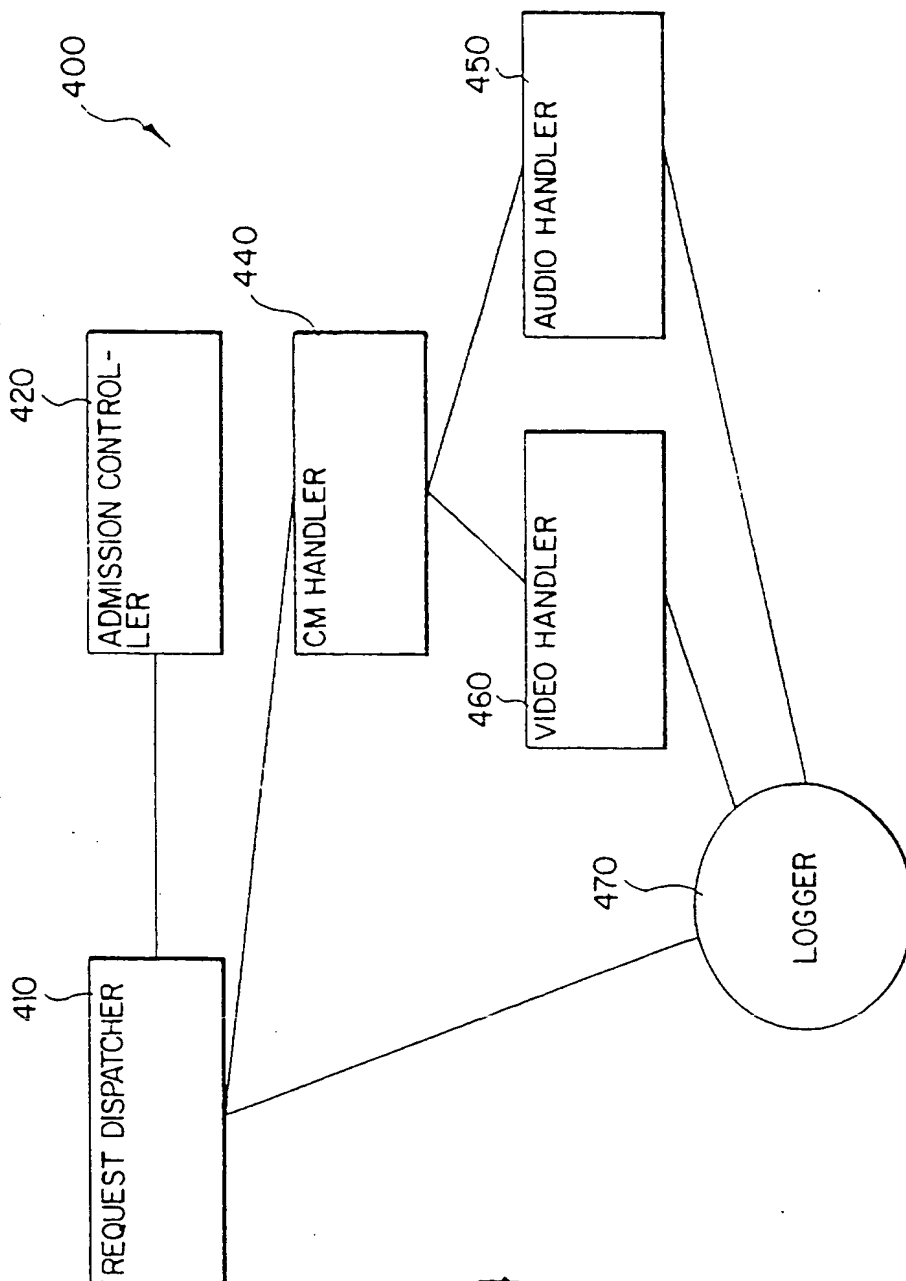 400
410
REQUEST DISPATCHER
420
ADMISSION CONTROL-
LER
440
CM HANDLER
450
AUDIO HANDLER
460
VIDEO HANDLER
470
LOGGER